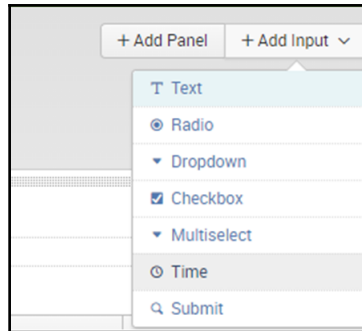 + Add Panel
+ Add Input
Text
Radio
Dropdown
Checkbox
Multiselect
Time
Submit